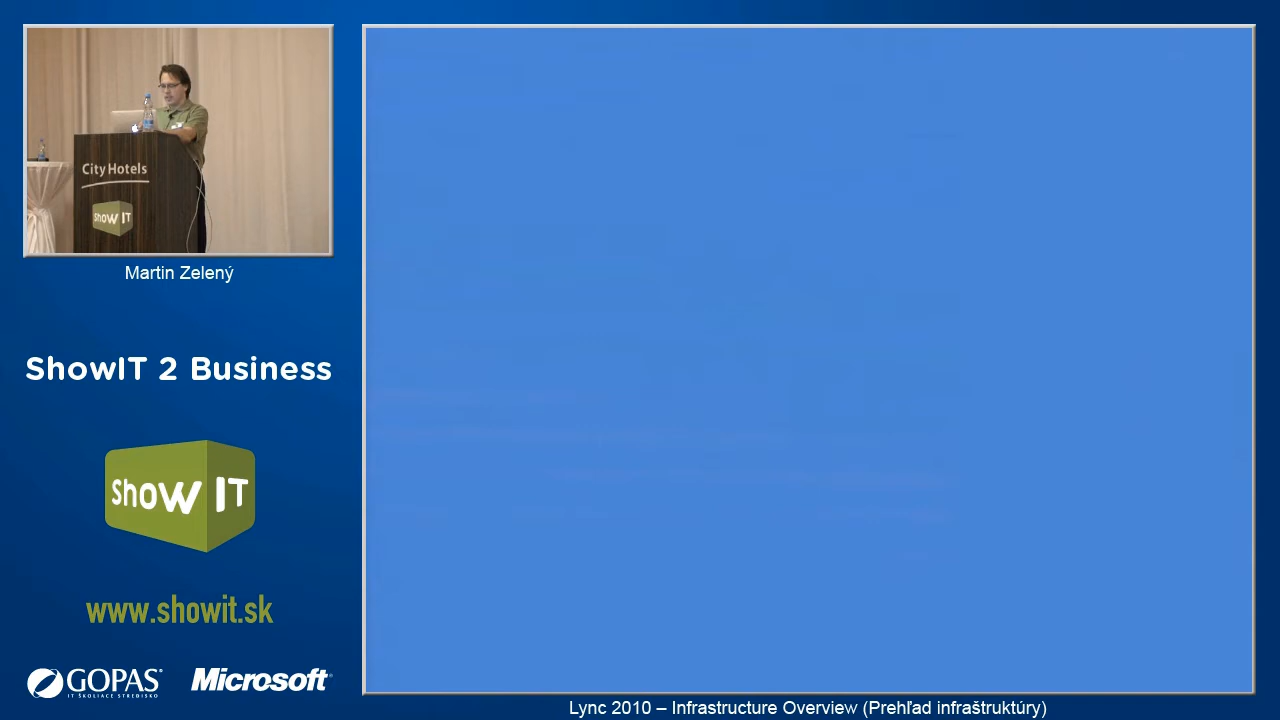 City Hotels
Show IT
Martin Zelený
ShowIT 2 Business
Show IT
www.showit.sk
GOPAS®
IT ŠKOLIACE STREDISKO
Microsoft®
Lync 2010 – Infrastructure Overview (Prehľad infraštruktúry)